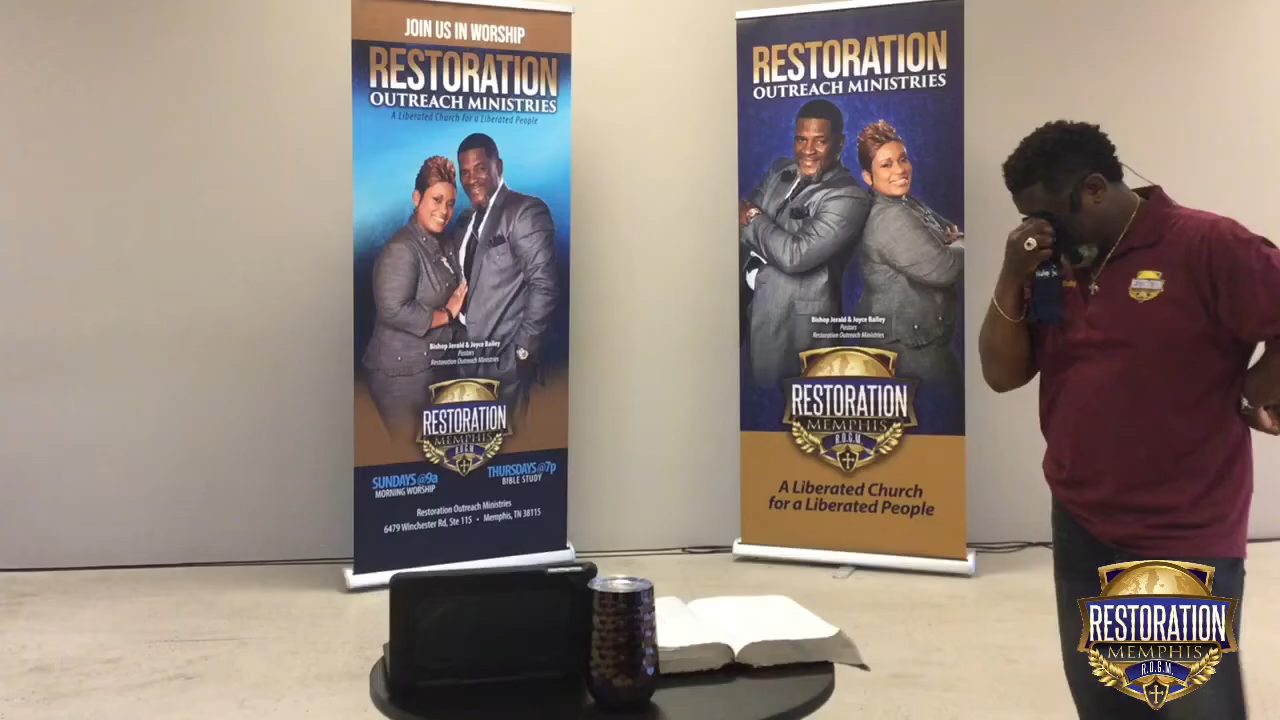 JOIN US IN WORSHIP
RESTORATION
OUTREACH MINISTRIES
A Liberated Church for a Liberated People
Bishop Jerald & Joyce Bailey
Pastors
Restoration Outreach Ministries
RESTORATION
MEMPHIS
R.O.G.M.
SUNDAYS @9a
MORNING WORSHIP
THURSDAYS @7p
BIBLE STUDY
Restoration Outreach Ministries
6479 Winchester Rd, Ste 115 • Memphis, TN 38115
RESTORATION
OUTREACH MINISTRIES
Bishop Jerald & Joyce Bailey
Pastors
Restoration Outreach Ministries
RESTORATION
MEMPHIS
R.O.G.M.
A Liberated Church
for a Liberated People
RESTORATION
MEMPHIS
R.O.G.M.